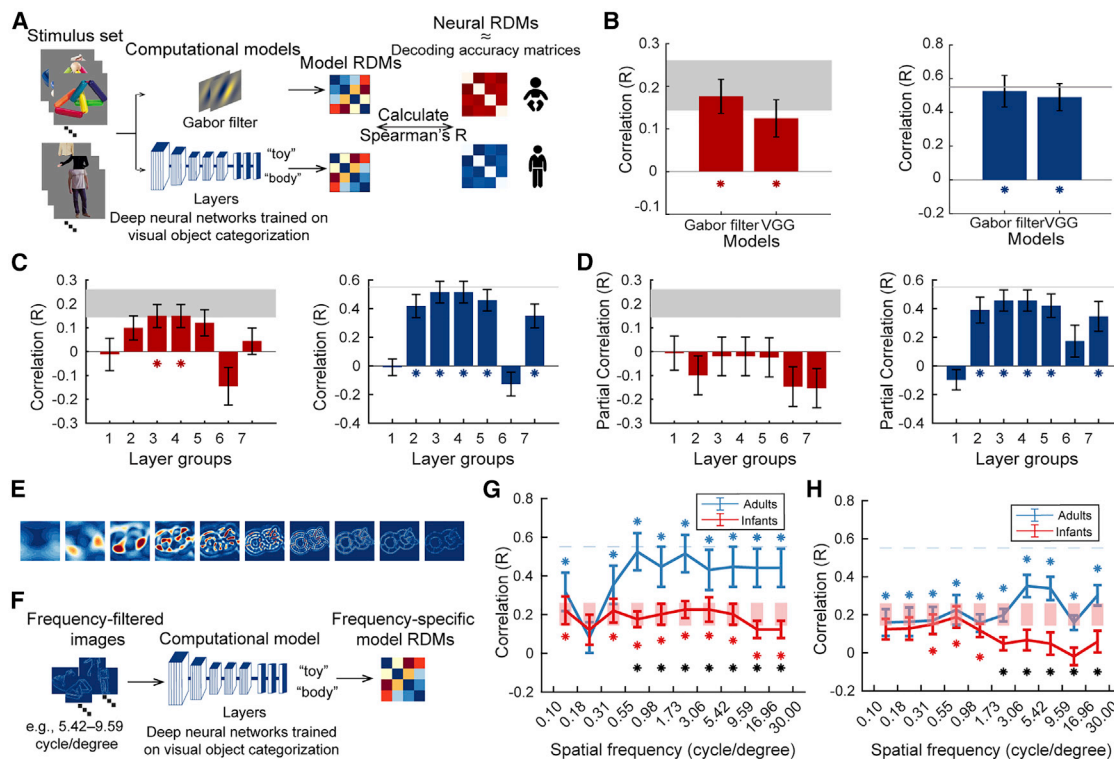 A
Stimulus set
Computational models
Gabor filter
Layers
Deep neural networks trained on
visual object categorization
"toy"
"body"
Model RDMs
Calculate
Spearman's R
Neural RDMs
≈
Decoding accuracy matrices
B
Correlation (R)
0.3
0.2
0.1
0
-0.1
Gabor filter VGG
Models
Correlation (R)
0.8
0.6
0.4
0.2
0
-0.2
Gabor filterVGG
Models
C
Correlation (R)
0.3
0.2
0.1
0
-0.1
-0.2
-0.3
1 2 3 4 5 6 7
Layer groups
Correlation (R)
0.6
0.4
0.2
0
-0.2
-0.4
1 2 3 4 5 6 7
Layer groups
D
Partial Correlation (R)
0.3
0.2
0.1
0
-0.1
-0.2
-0.3
1 2 3 4 5 6 7
Layer groups
Partial Correlation (R)
0.6
0.4
0.2
0
-0.2
-0.4
1 2 3 4 5 6 7
Layer groups
E
F
Frequency-filtered
images
e.g., 5.42–9.59
cycle/degree
Computational model
Layers
Deep neural networks trained
on visual object categorization
"toy"
"body"
Frequency-specific
model RDMs
G
Adults
Infants
Correlation (R)
0.8
0.6
0.4
0.2
0
-0.2
0.10 0.18 0.31 0.55 0.98 1.73 3.06 5.42 9.59 16.96 30.00
Spatial frequency (cycle/degree)
H
Adults
Infants
Correlation (R)
0.8
0.6
0.4
0.2
0
-0.2
0.10 0.18 0.31 0.55 0.98 1.73 3.06 5.42 9.59 16.96 30.00
Spatial frequency (cycle/degree)